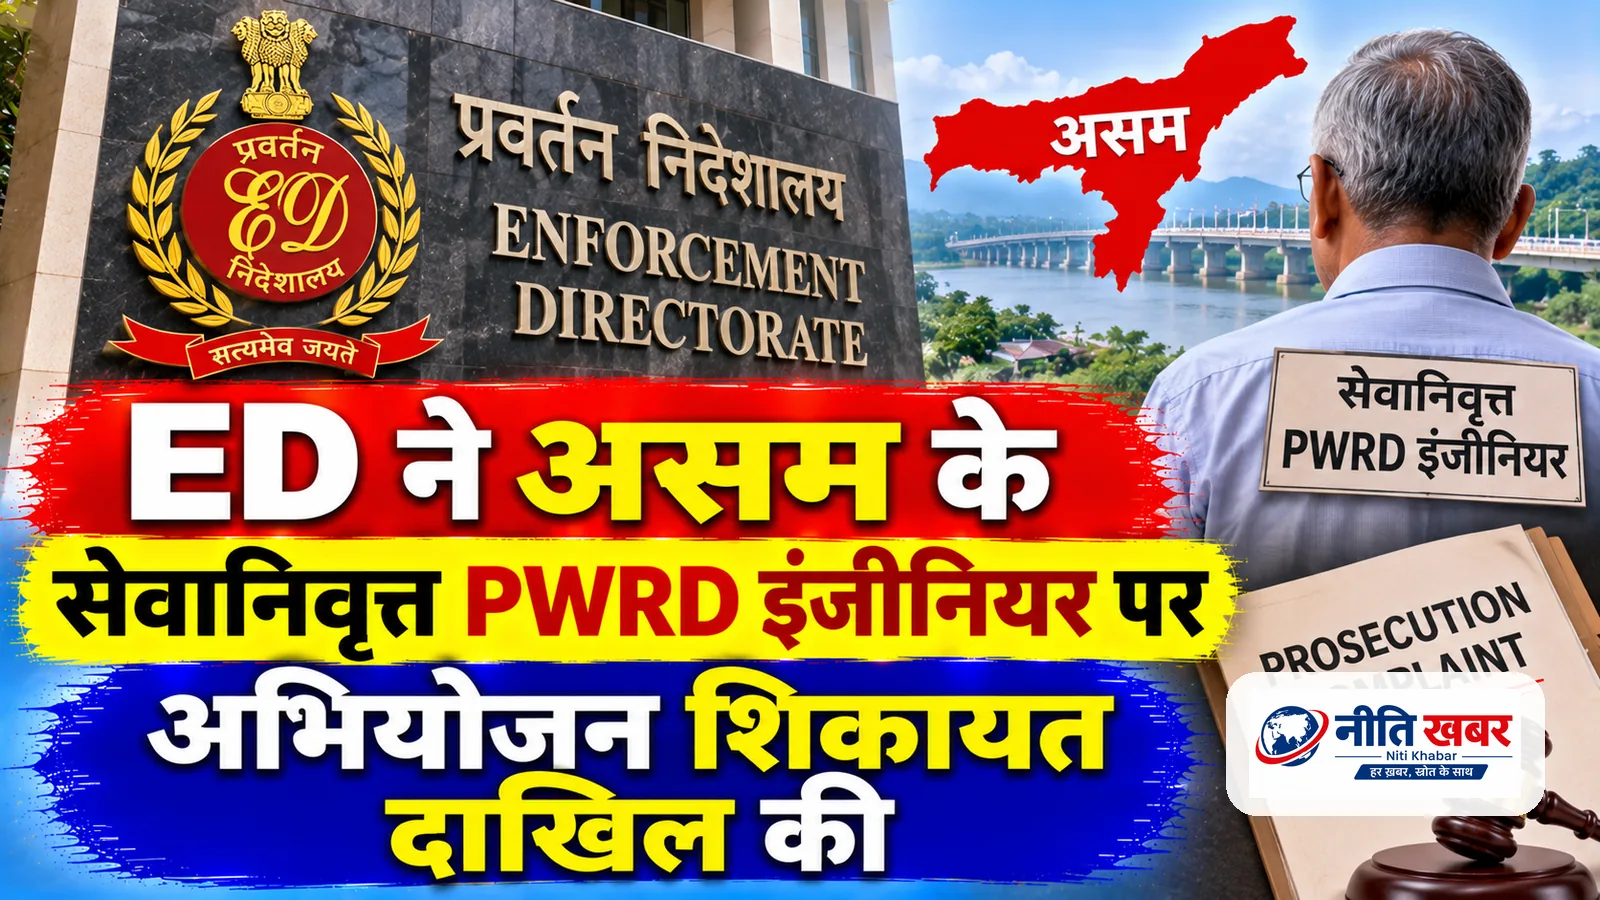 प्रवर्तन
ED
निदेशालय
सत्यमेव जयते
प्रवर्तन निदेशालय
ENFORCEMENT
DIRECTORATE
असम
सेवानिवृत्त
PWRD इंजीनियर
ED ने असम के
सेवानिवृत्त PWRD इंजीनियर पर
अभियोजन शिकायत
दाखिल की
PROSECUTION
COMPLAINT
नीति खबर
Niti Khabar
हर ख़बर, स्रोत के साथ